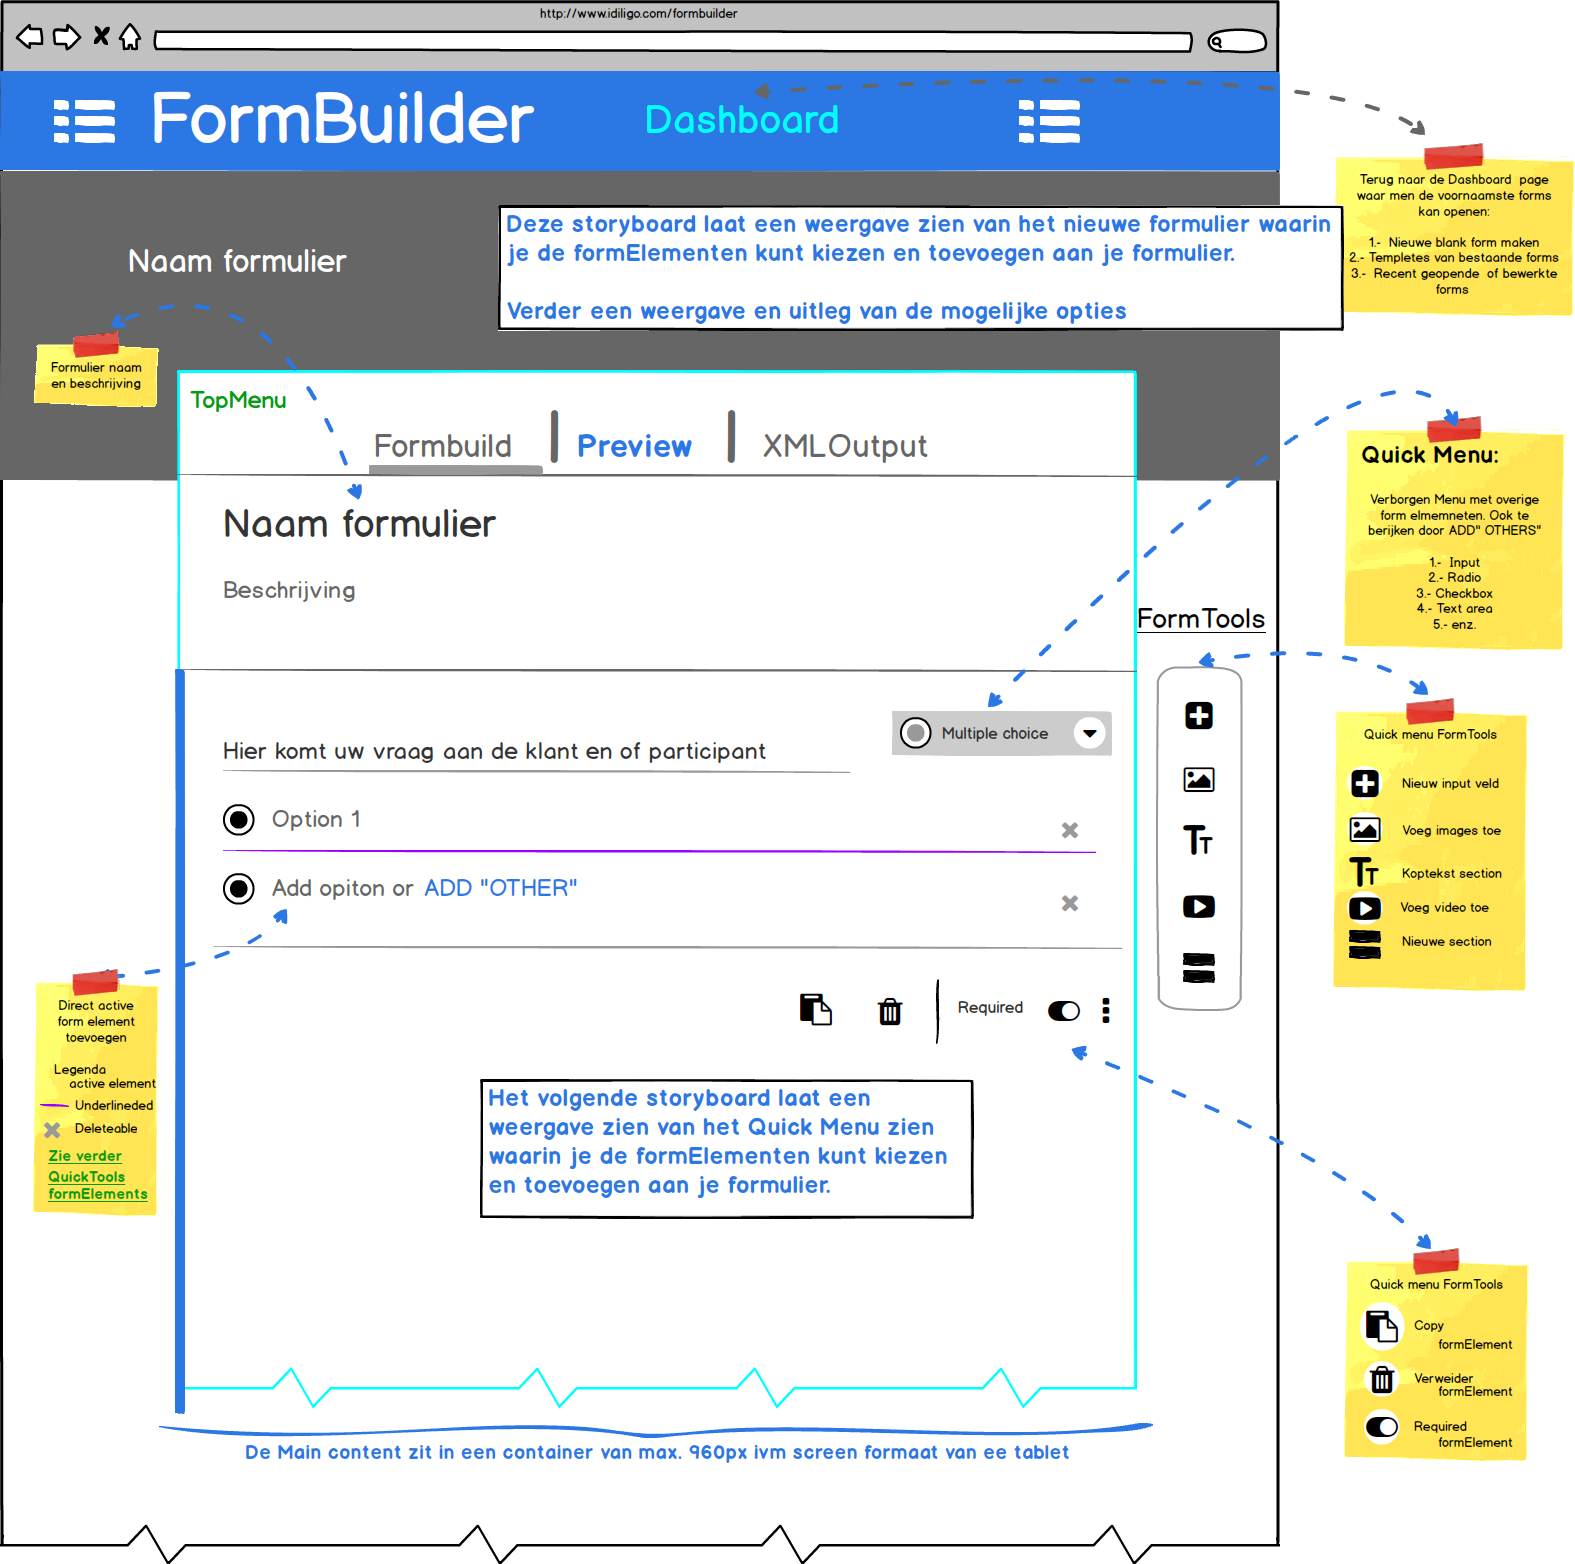 http://www.idiligo.com/formbuilder
FormBuilder
Dashboard
Terug naar de Dashboard page
waar men de voornaamste forms
kan openen:
1.- Nieuwe blank form maken
2.- Templetes van bestaande forms
3.- Recent geopende of bewerkte
forms
Deze storyboard laat een weergave zien van het nieuwe formulier waarin
je de formElementen kunt kiezen en toevoegen aan je formulier.
Verder een weergave en uitleg van de mogelijke opties
Naam formulier
Formulier naam
en beschrijving
TopMenu
Formbuild
Preview
XMLOutput
Quick Menu:
Verborgen Menu met overige
form elmemneten. Ook te
berijken door ADD" OTHERS"
1.- Input
2.- Radio
3.- Checkbox
4.- Text area
5.- enz.
Naam formulier
Beschrijving
FormTools
Multiple choice
Hier komt uw vraag aan de klant en of participant
Option 1
Add opiton or ADD "OTHER"
Quick menu FormTools
Nieuw input veld
Voeg images toe
Koptekst section
Voeg video toe
Nieuwe section
Required
Direct active
form element
toevoegen
Legenda
active element
Underlineded
Deleteable
Zie verder
QuickTools
formElements
Het volgende storyboard laat een
weergave zien van het Quick Menu zien
waarin je de formElementen kunt kiezen
en toevoegen aan je formulier.
Quick menu FormTools
Copy
formElement
Verweider
formElement
Required
formElement
De Main content zit in een container van max. 960px ivm screen formaat van ee tablet